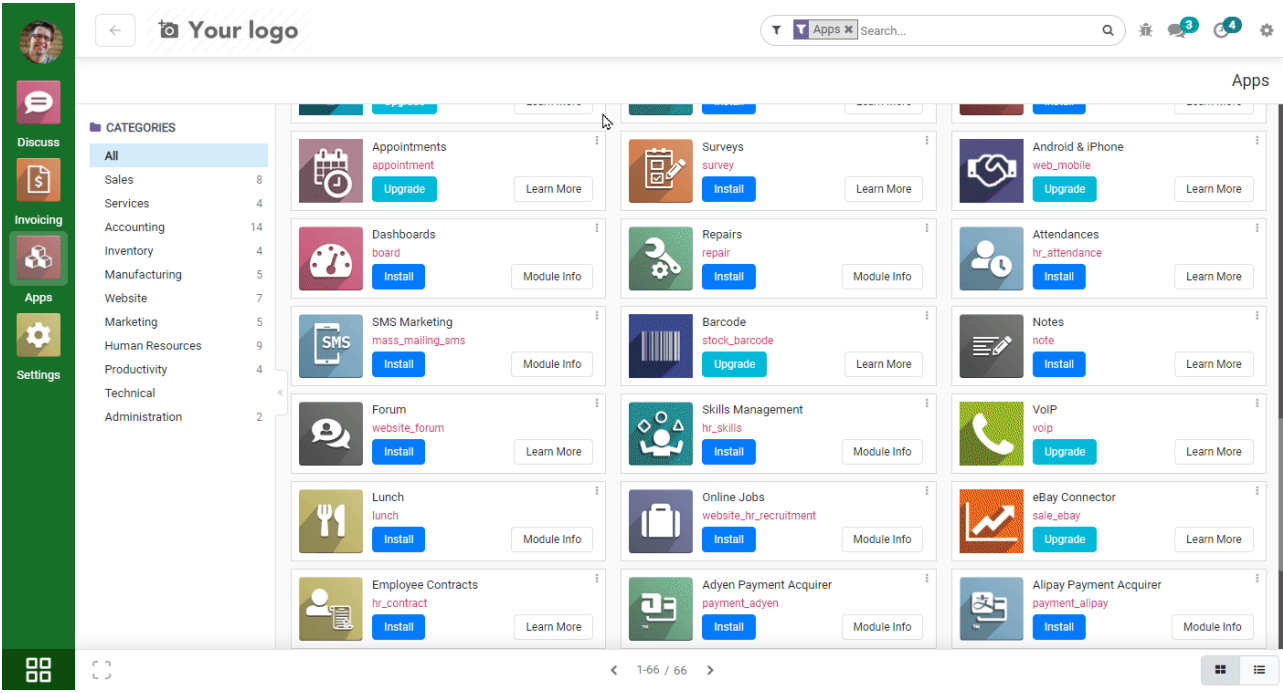 Your logo
Apps
Search...
3
4
Apps
Discuss
Invoicing
Apps
Settings
CATEGORIES
All
Sales 8
Services 4
Accounting 14
Inventory 4
Manufacturing 5
Website 7
Marketing 5
Human Resources 9
Productivity 4
Technical
Administration 2
Appointments
appointment
Upgrade Learn More
Surveys
survey
Install Learn More
Android & iPhone
web_mobile
Upgrade Learn More
Dashboards
board
Install Module Info
Repairs
repair
Install Module Info
Attendances
hr_attendance
Install Learn More
SMS
SMS Marketing
mass_mailing_sms
Install Module Info
Barcode
stock_barcode
Upgrade Learn More
Notes
note
Install Learn More
Forum
website_forum
Install Learn More
Skills Management
hr_skills
Install Module Info
VoIP
voip
Upgrade Learn More
Lunch
lunch
Install Module Info
Online Jobs
website_hr_recruitment
Install Module Info
eBay Connector
sale_ebay
Upgrade Learn More
Employee Contracts
hr_contract
Install Learn More
Adyen Payment Acquirer
payment_adyen
Install Module Info
Alipay Payment Acquirer
payment_alipay
Install Module Info
1-66 / 66